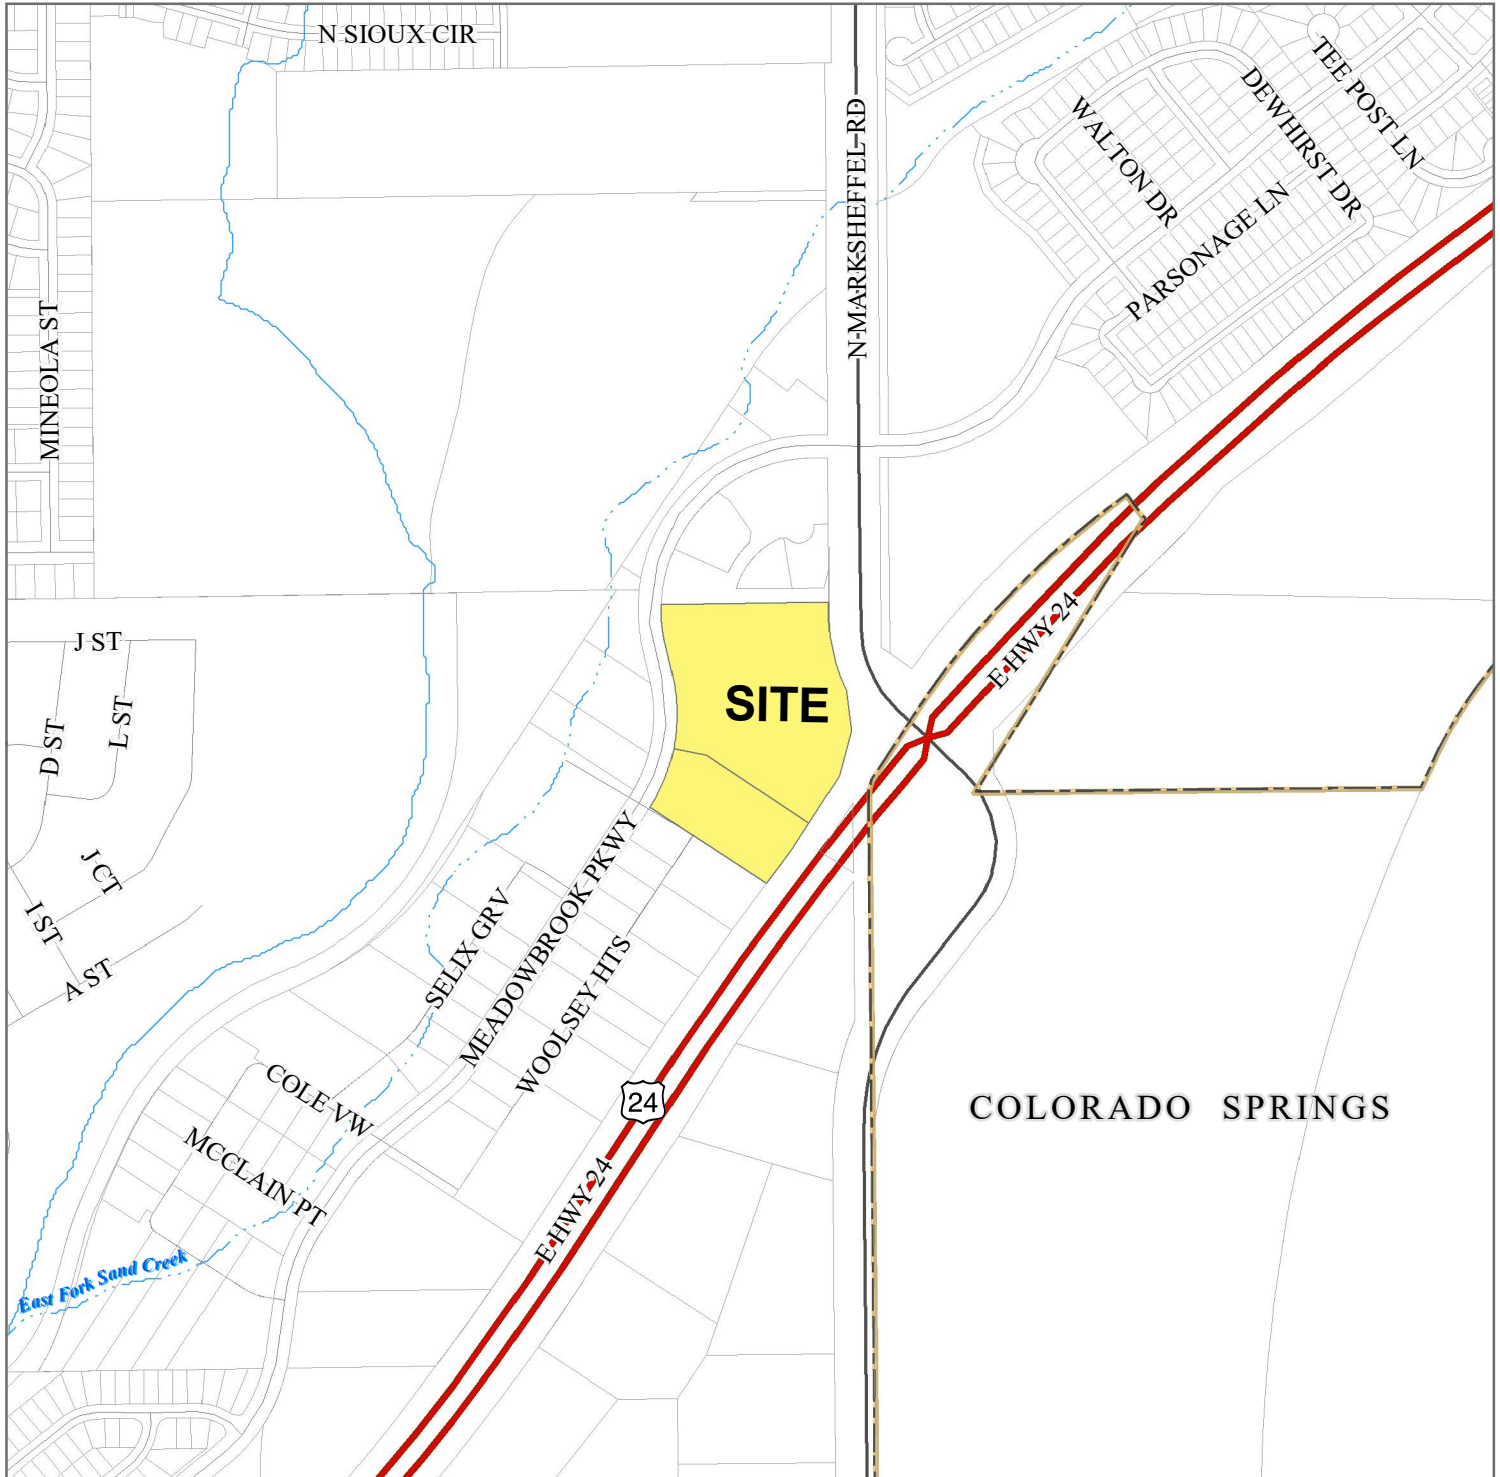 N SIOUX CIR
TEE POST LN
DEWHIRST DR
WALTON DR
N MARKSHEFFEL RD
PARSONAGE LN
MINEOLA ST
E HWY 24
J ST
SITE
L ST
D ST
J CT
MEADOWBROOK PKWY
I ST
SELIX GRV
WOOLSEY HTS
A ST
COLE VW
24
COLORADO SPRINGS
MCCLAIN PT
E HWY 24
East Fork Sand Creek